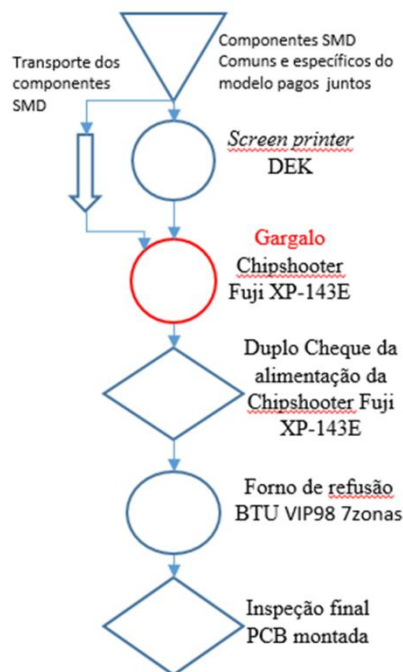 Componentes SMD
Comuns e específicos do
modelo pagos juntos
Transporte dos
componentes
SMD
Screen printer
DEK
Gargalo
Chipshooter
Fuji XP-143E
Duplo Cheque da
alimentação da
Chipshooter Fuji
XP-143E
Forno de refusão
BTU VIP98 7zonas
Inspeção final
PCB montada